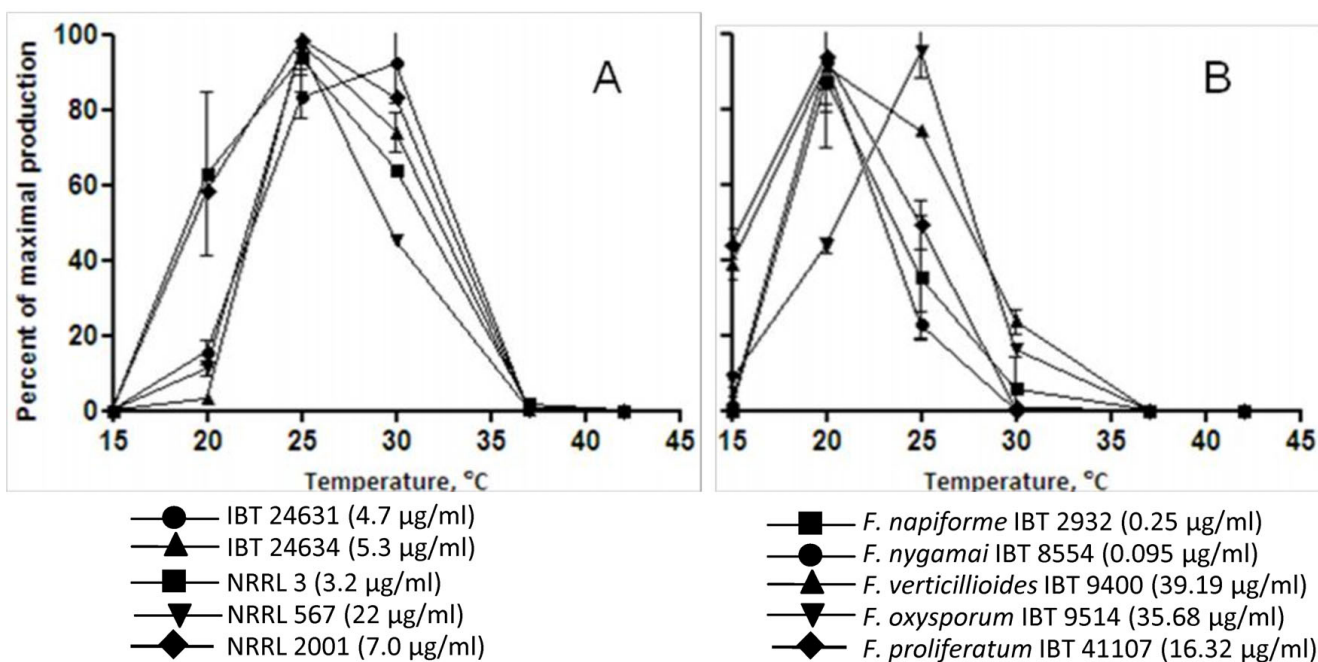 A
B
Percent of maximal production
100
80
60
40
20
0
15 20 25 30 35 40 45
15 20 25 30 35 40 45
Temperature, °C
Temperature, °C
IBT 24631 (4.7 µg/ml)
IBT 24634 (5.3 µg/ml)
NRRL 3 (3.2 µg/ml)
NRRL 567 (22 µg/ml)
NRRL 2001 (7.0 µg/ml)
F. napiforme IBT 2932 (0.25 µg/ml)
F. nygamai IBT 8554 (0.095 µg/ml)
F. verticillioides IBT 9400 (39.19 µg/ml)
F. oxysporum IBT 9514 (35.68 µg/ml)
F. proliferatum IBT 41107 (16.32 µg/ml)